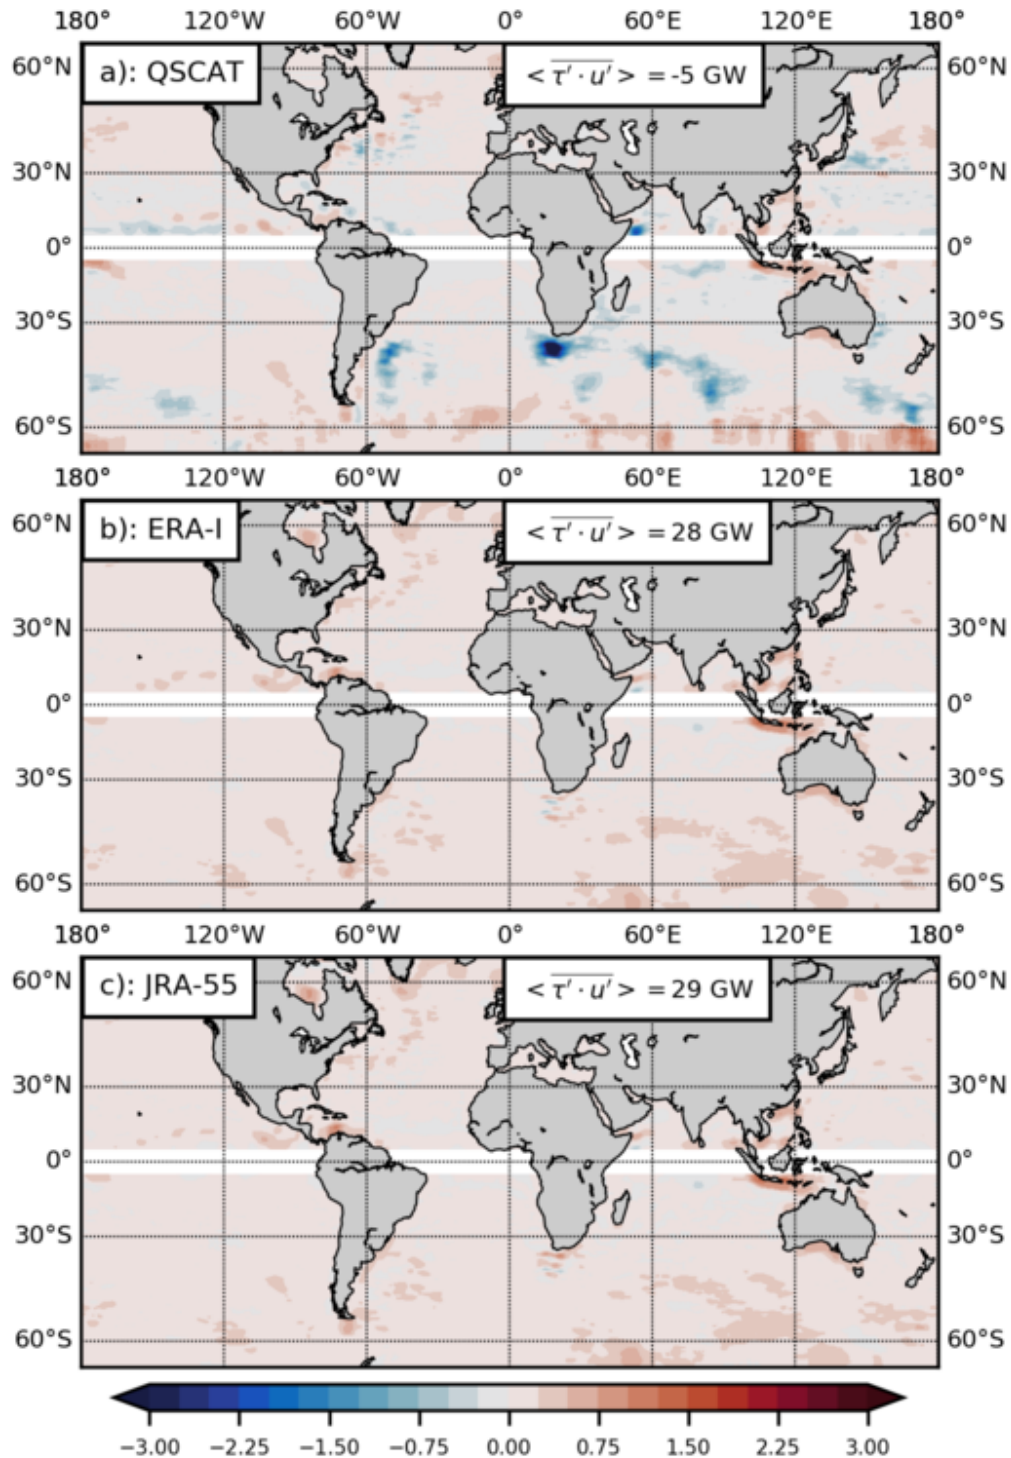 180° 120°W 60°W 0° 60°E 120°E 180°
60°N a): QSCAT < τ′ · u′ > = -5 GW 60°N
30°N 30°N
0° 0°
30°S 30°S
60°S 60°S
180° 120°W 60°W 0° 60°E 120°E 180°
60°N b): ERA-I < τ′ · u′ > = 28 GW 60°N
30°N 30°N
0° 0°
30°S 30°S
60°S 60°S
180° 120°W 60°W 0° 60°E 120°E 180°
60°N c): JRA-55 < τ′ · u′ > = 29 GW 60°N
30°N 30°N
0° 0°
30°S 30°S
60°S 60°S
−3.00 −2.25 −1.50 −0.75 0.00 0.75 1.50 2.25 3.00